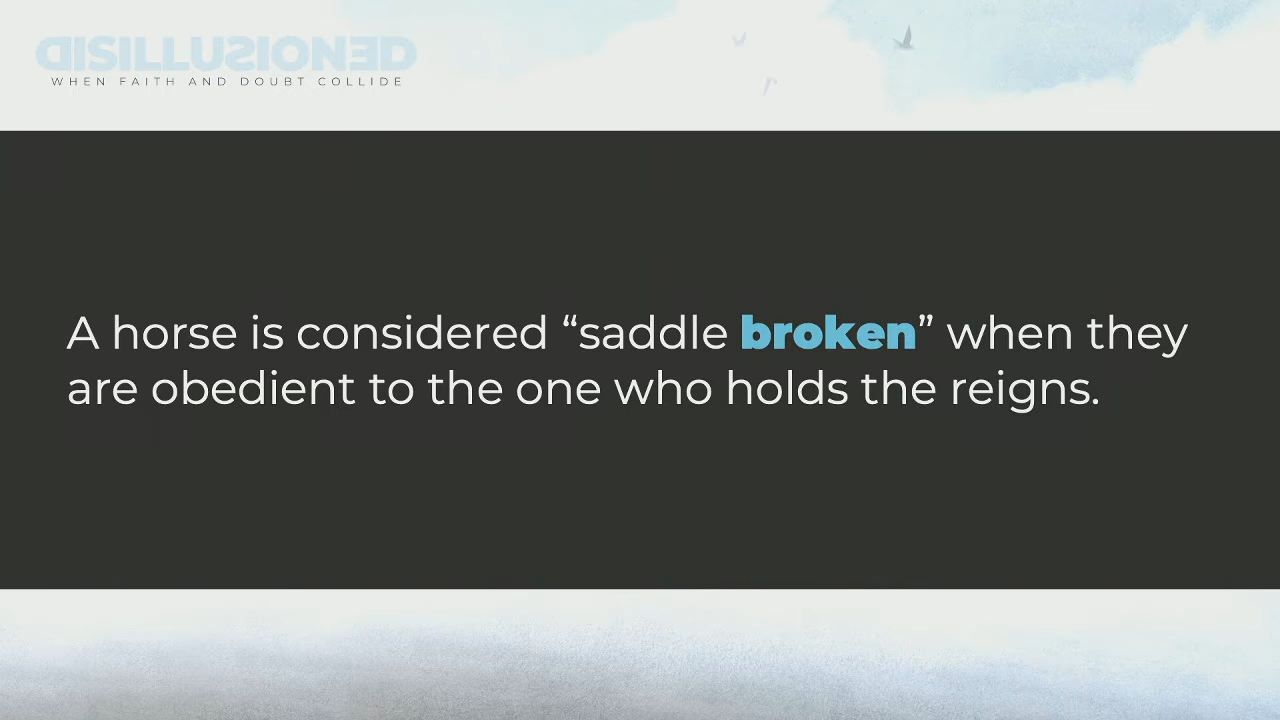 DISILLUSIONED
WHEN FAITH AND DOUBT COLLIDE
A horse is considered “saddle broken” when they
are obedient to the one who holds the reigns.